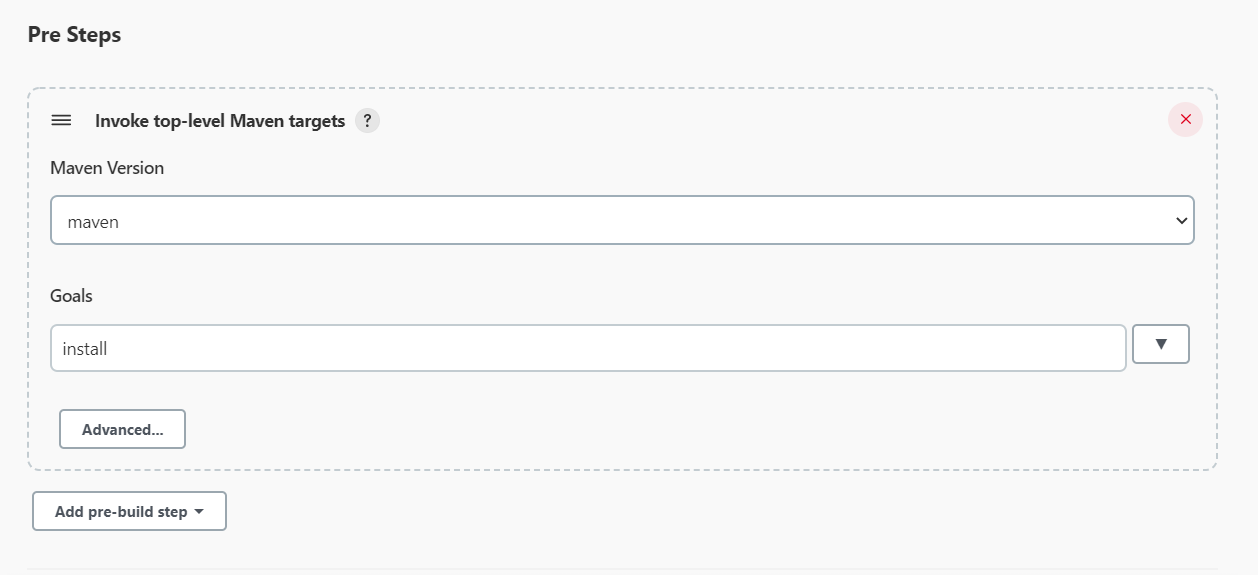 Pre Steps
Invoke top-level Maven targets ?
Maven Version
maven
Goals
install
Advanced...
Add pre-build step